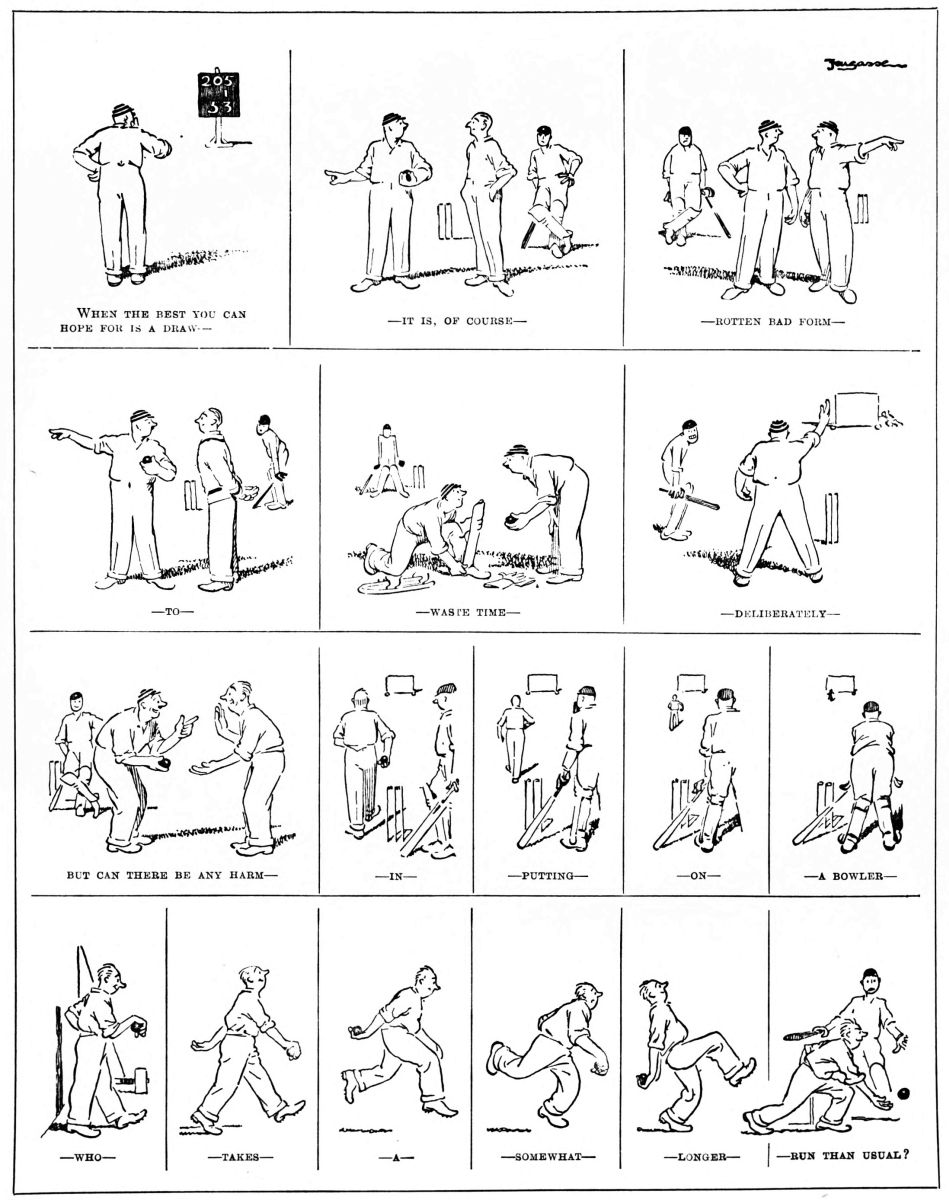 Fougasse
205
1
53
WHEN THE BEST YOU CAN
HOPE FOR IS A DRAW—
—IT IS, OF COURSE—
—ROTTEN BAD FORM—
—TO—
—WASTE TIME—
—DELIBERATELY—
BUT CAN THERE BE ANY HARM—
—IN—
—PUTTING—
—ON—
—A BOWLER—
—WHO—
—TAKES—
—A—
—SOMEWHAT—
—LONGER—
—RUN THAN USUAL?